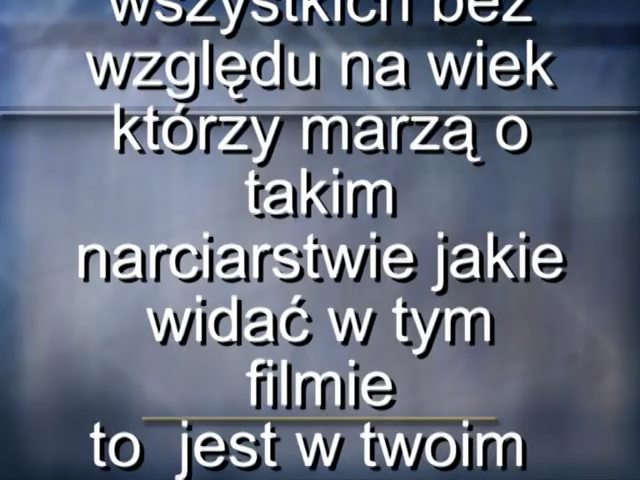 wszystkich bez
względu na wiek
którzy marzą o
takim
narciarstwie jakie
widać w tym
filmie
to jest w twoim